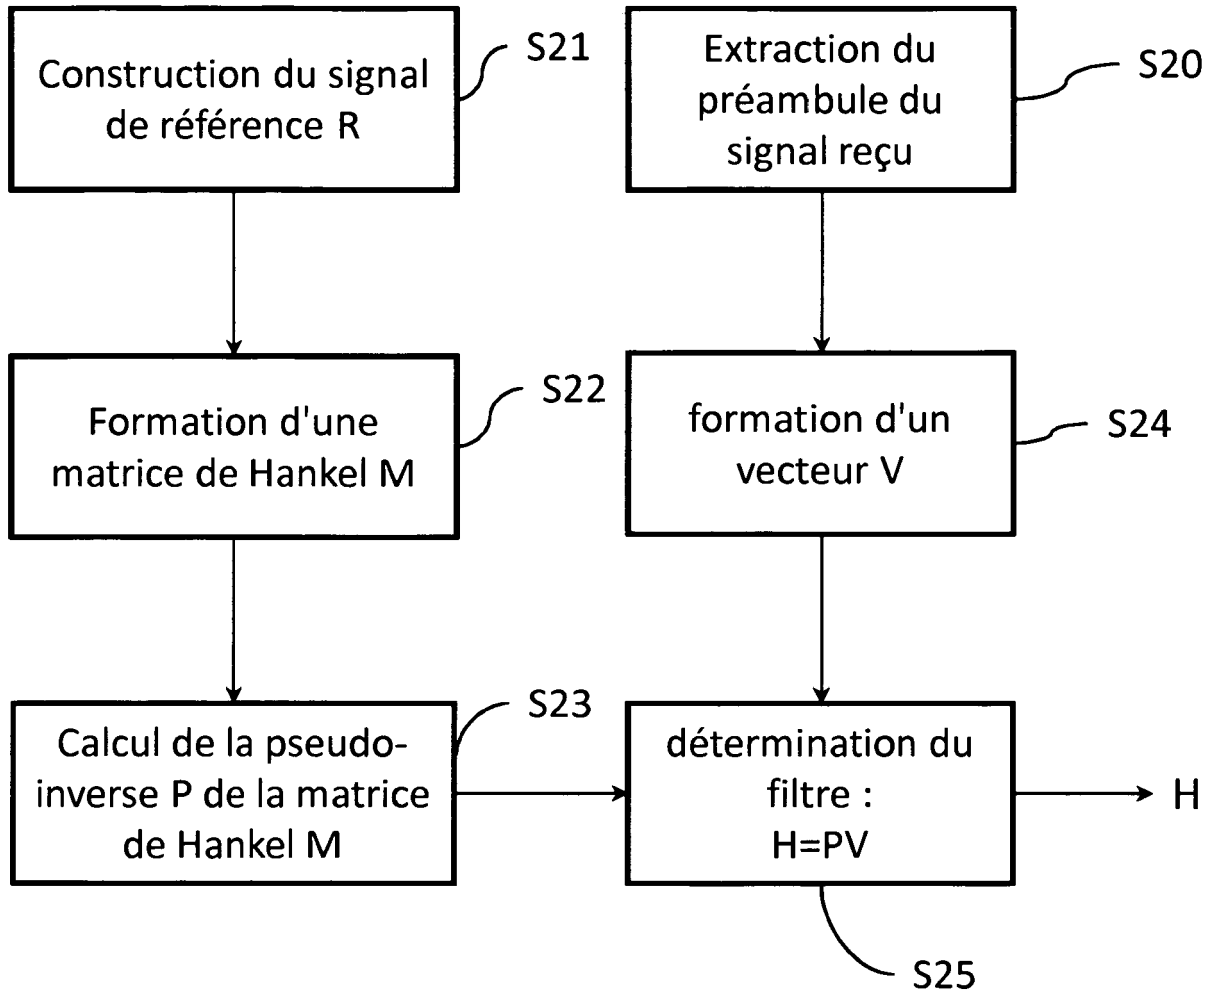 Construction du signal
de référence R
S21
Extraction du
préambule du
signal reçu
S20
Formation d'une
matrice de Hankel M
S22
formation d'un
vecteur V
S24
Calcul de la pseudo-
inverse P de la matrice
de Hankel M
S23
détermination du
filtre :
H=PV
H
S25